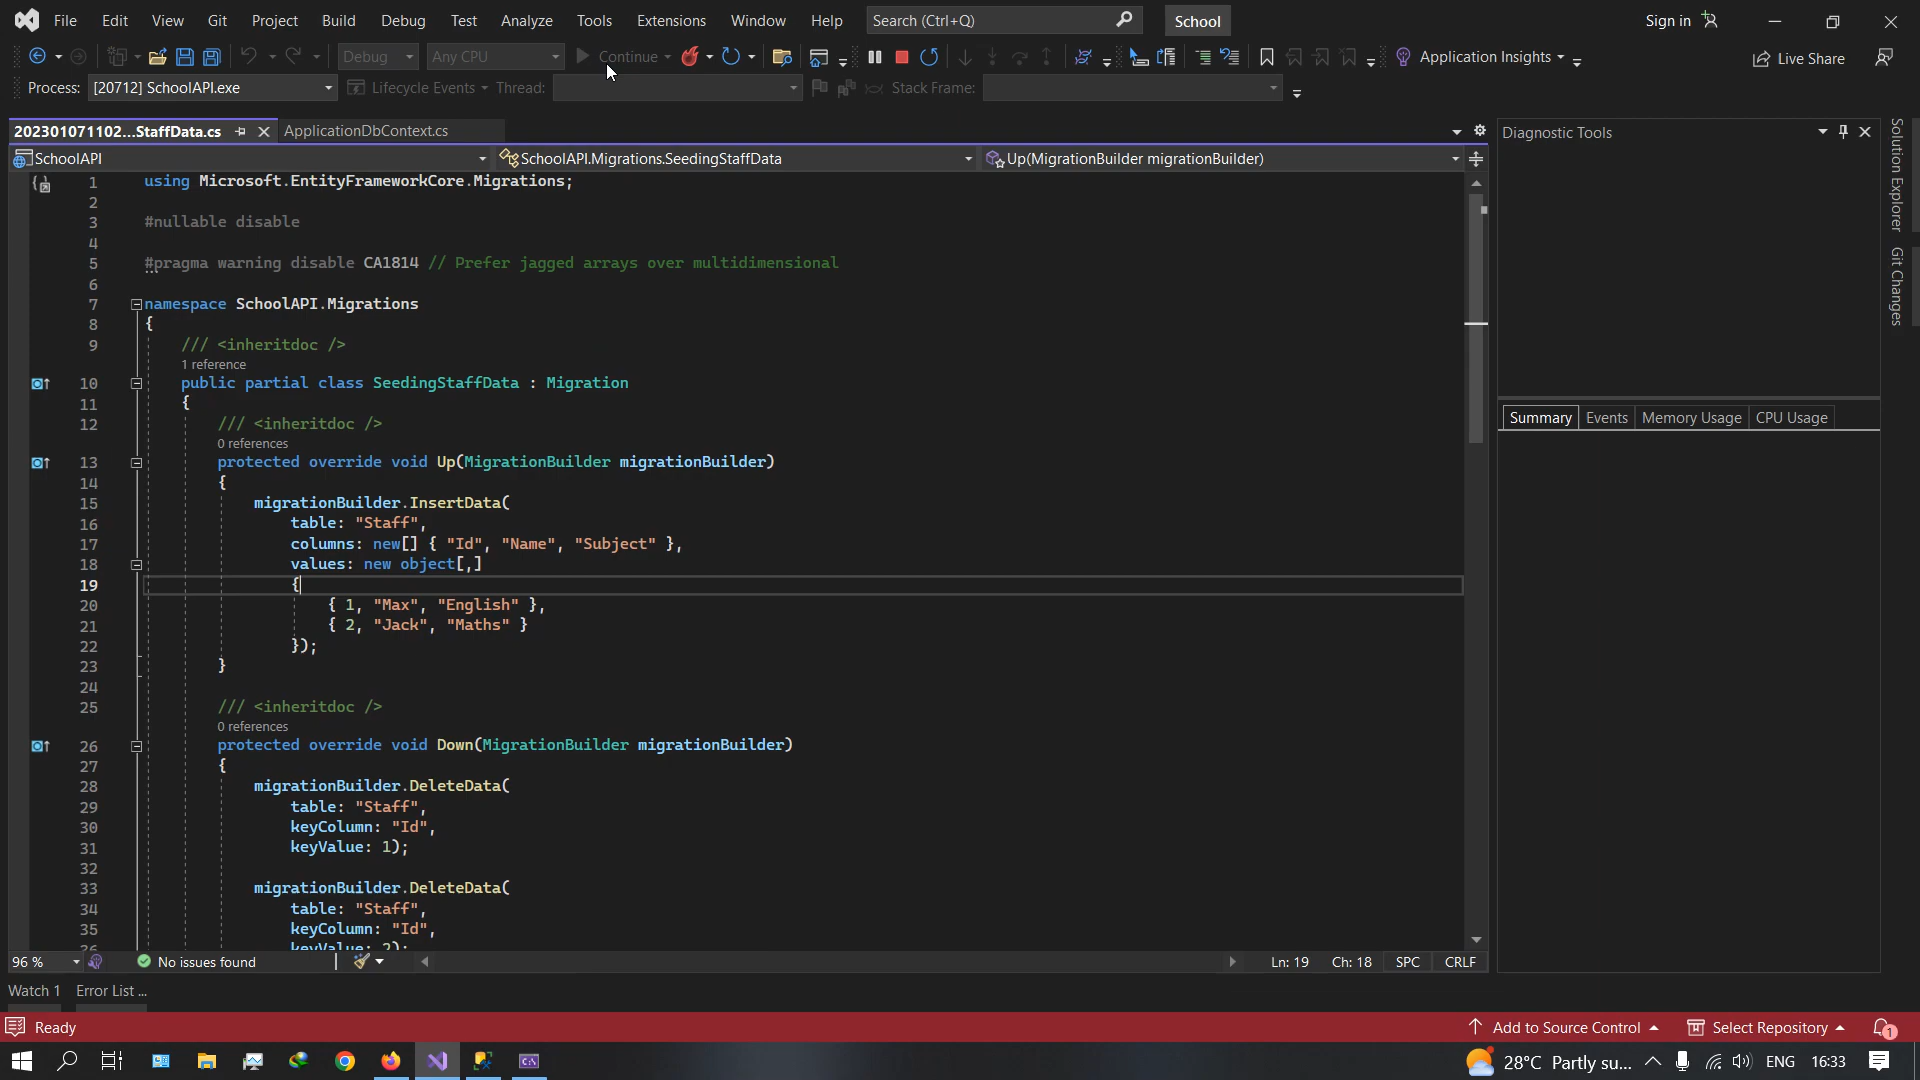 File Edit View Git Project Build Debug Test Analyze Tools Extensions Window Help Search (Ctrl+Q) School Sign in
Debug Any CPU Continue Application Insights Live Share
Process: [20712] SchoolAPI.exe Lifecycle Events Thread: Stack Frame:
202301071102...StaffData.cs ApplicationDbContext.cs
SchoolAPI SchoolAPI.Migrations.SeedingStaffData Up(MigrationBuilder migrationBuilder)
1 using Microsoft.EntityFrameworkCore.Migrations;
2
3 #nullable disable
4
5 #pragma warning disable CA1814 // Prefer jagged arrays over multidimensional
6
7 namespace SchoolAPI.Migrations
8 {
9 /// <inheritdoc />
1 reference
10 public partial class SeedingStaffData : Migration
11 {
12 /// <inheritdoc />
0 references
13 protected override void Up(MigrationBuilder migrationBuilder)
14 {
15 migrationBuilder.InsertData(
16 table: "Staff",
17 columns: new[] { "Id", "Name", "Subject" },
18 values: new object[,]
19 {
20 { 1, "Max", "English" },
21 { 2, "Jack", "Maths" }
22 });
23 }
24
25 /// <inheritdoc />
0 references
26 protected override void Down(MigrationBuilder migrationBuilder)
27 {
28 migrationBuilder.DeleteData(
29 table: "Staff",
30 keyColumn: "Id",
31 keyValue: 1);
32
33 migrationBuilder.DeleteData(
34 table: "Staff",
35 keyColumn: "Id",
36 keyValue: 2);
96 % No issues found Ln: 19 Ch: 18 SPC CRLF
Diagnostic Tools
Summary Events Memory Usage CPU Usage
Solution Explorer
Git Changes
Watch 1 Error List ...
Ready Add to Source Control Select Repository 1
28°C Partly su... ENG 16:33